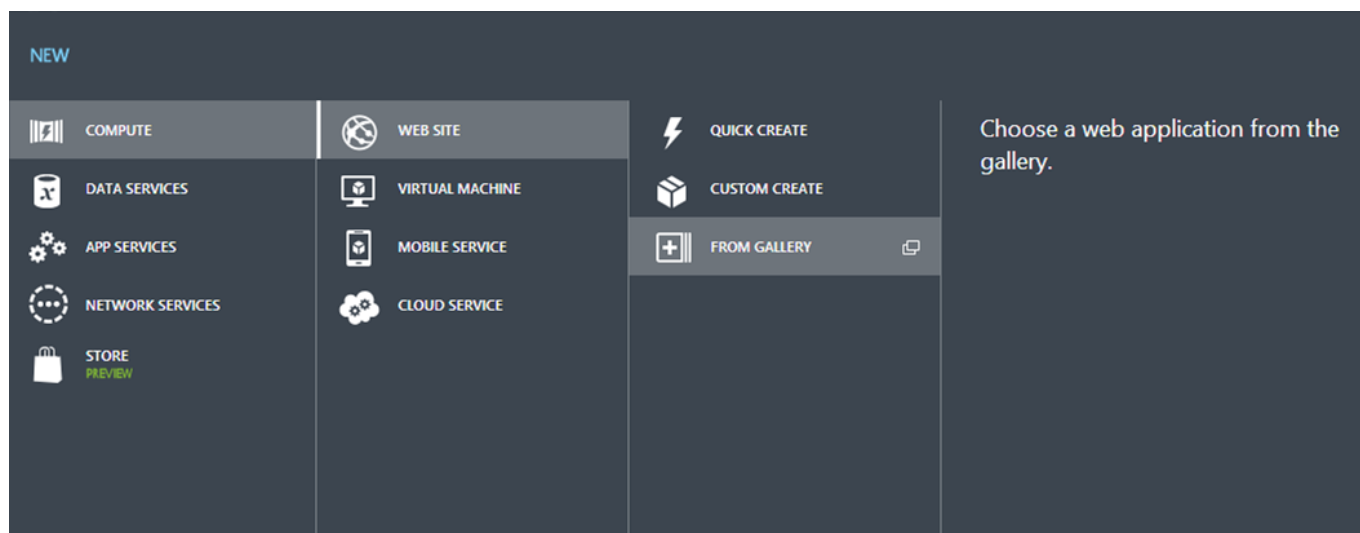 NEW
COMPUTE
DATA SERVICES
APP SERVICES
NETWORK SERVICES
STORE
PREVIEW
WEB SITE
VIRTUAL MACHINE
MOBILE SERVICE
CLOUD SERVICE
QUICK CREATE
CUSTOM CREATE
FROM GALLERY
Choose a web application from the
gallery.